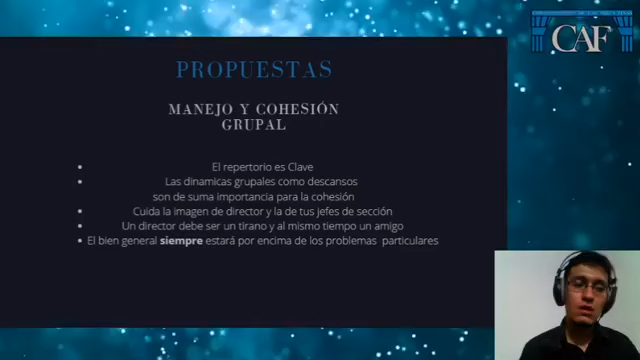 CAF
PROPUESTAS
MANEJO Y COHESIÓN
GRUPAL
El repertorio es Clave
Las dinamicas grupales como descansos
son de suma importancia para la cohesión
Cuida la imagen de director y la de tus jefes de sección
Un director debe ser un tirano y al mismo tiempo un amigo
El bien general siempre estará por encima de los problemas particulares